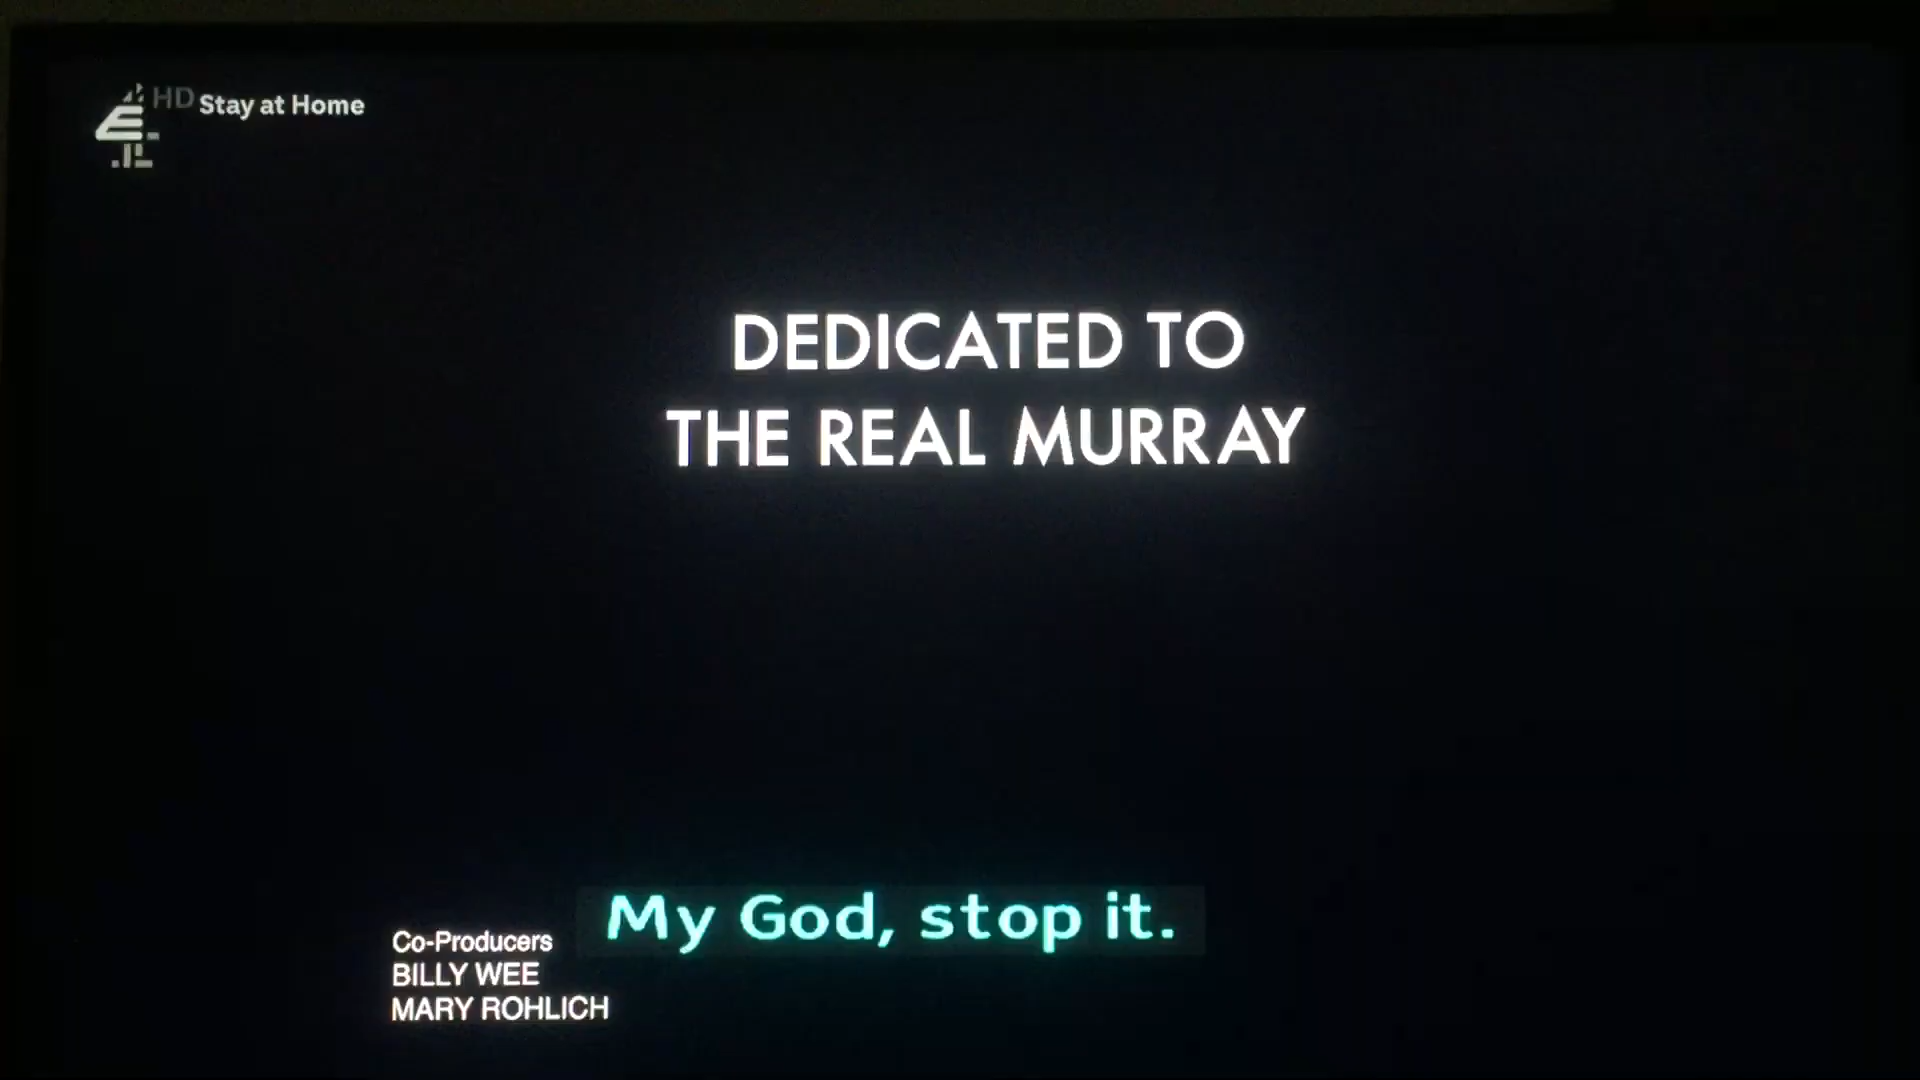 HD Stay at Home
DEDICATED TO
THE REAL MURRAY
My God, stop it.
Co-Producers
BILLY WEE
MARY ROHLICH